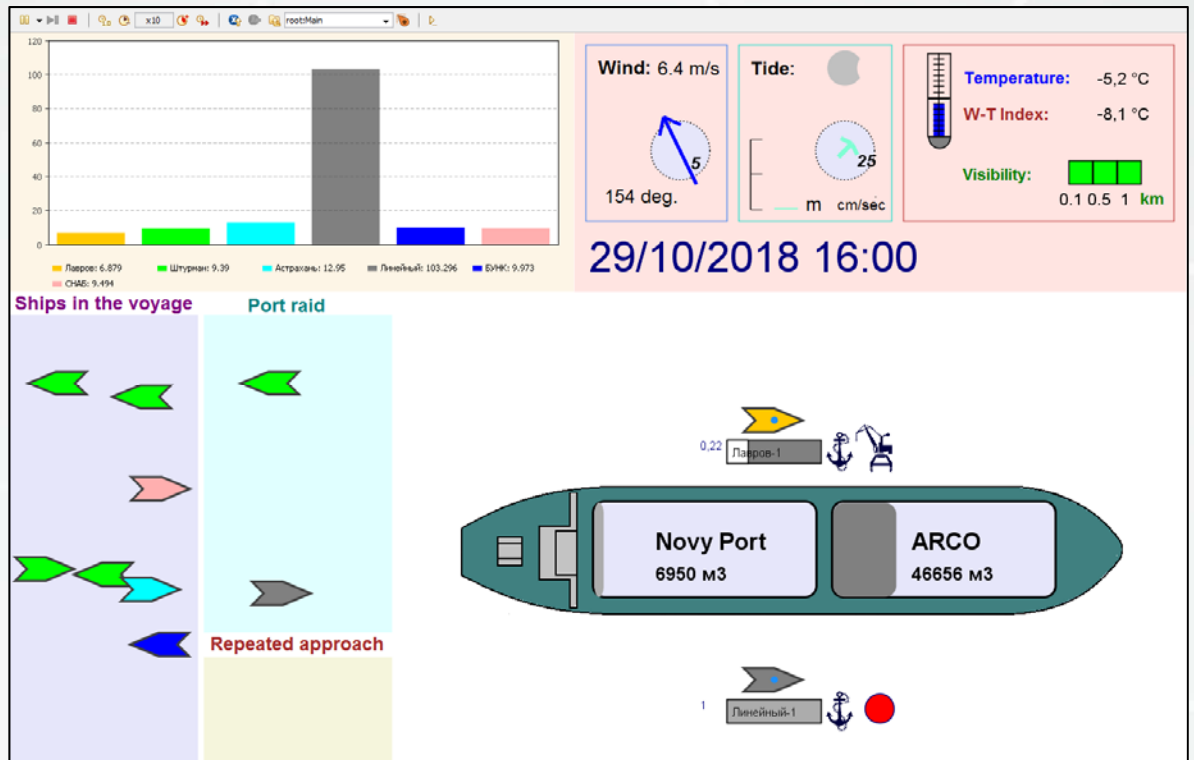 x10 root:Main
120
100
80
60
40
20
0
Лавров: 6.879 Штурман: 9.39 Астрахань: 12.95 Линейный: 103.296 БУНК: 9.973
СНАБ: 9.494
Wind: 6.4 m/s
5
154 deg.
Tide:
25
m cm/sec
Temperature: -5,2 °C
W-T Index: -8,1 °C
Visibility:
0.1 0.5 1 km
29/10/2018 16:00
Ships in the voyage
Port raid
Repeated approach
0,22 Лавров-1
Novy Port
6950 м3
ARCO
46656 м3
1 Линейный-1